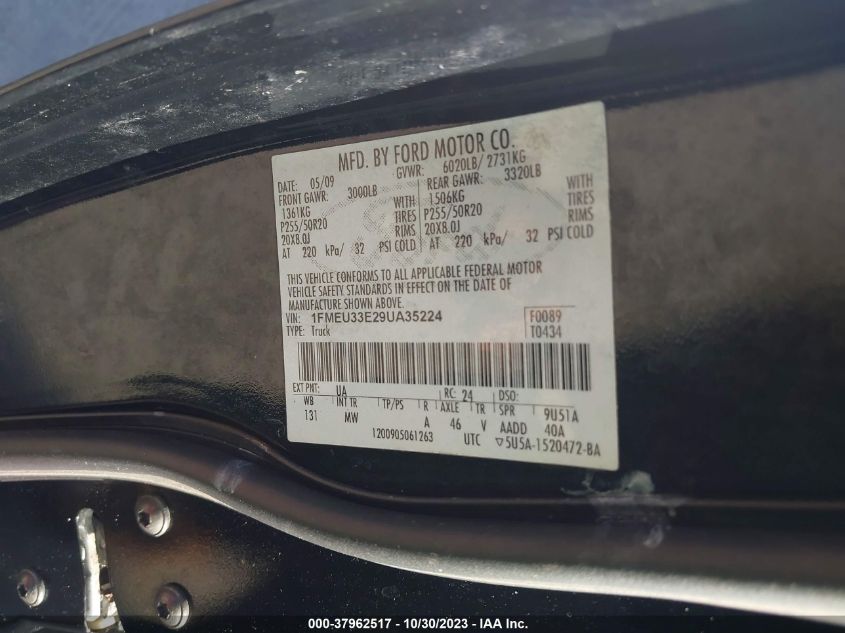 MFD. BY FORD MOTOR CO.
DATE: 05/09 GVWR: 6020LB/ 2731KG
FRONT GAWR: 3000LB REAR GAWR: 3320LB
1361KG WITH 1506KG WITH
P255/50R20 TIRES P255/50R20 TIRES
20X8.0J RIMS 20X8.0J RIMS
AT 220 kPa/ 32 PSI COLD AT 220 kPa/ 32 PSI COLD
THIS VEHICLE CONFORMS TO ALL APPLICABLE FEDERAL MOTOR
VEHICLE SAFETY STANDARDS IN EFFECT ON THE DATE OF
MANUFACTURE SHOWN ABOVE.
VIN: 1FMEU33E29UA35224 F0089
TYPE: Truck T0434
EXT PNT: UA RC: 24 DSO:
WB INT TR TP/PS R AXLE TR SPR 9U51A
131 MW A 46 V AADD 40A
1200905061263 UTC ▽5U5A-1520472-BA
000-37962517 - 10/30/2023 - IAA Inc.